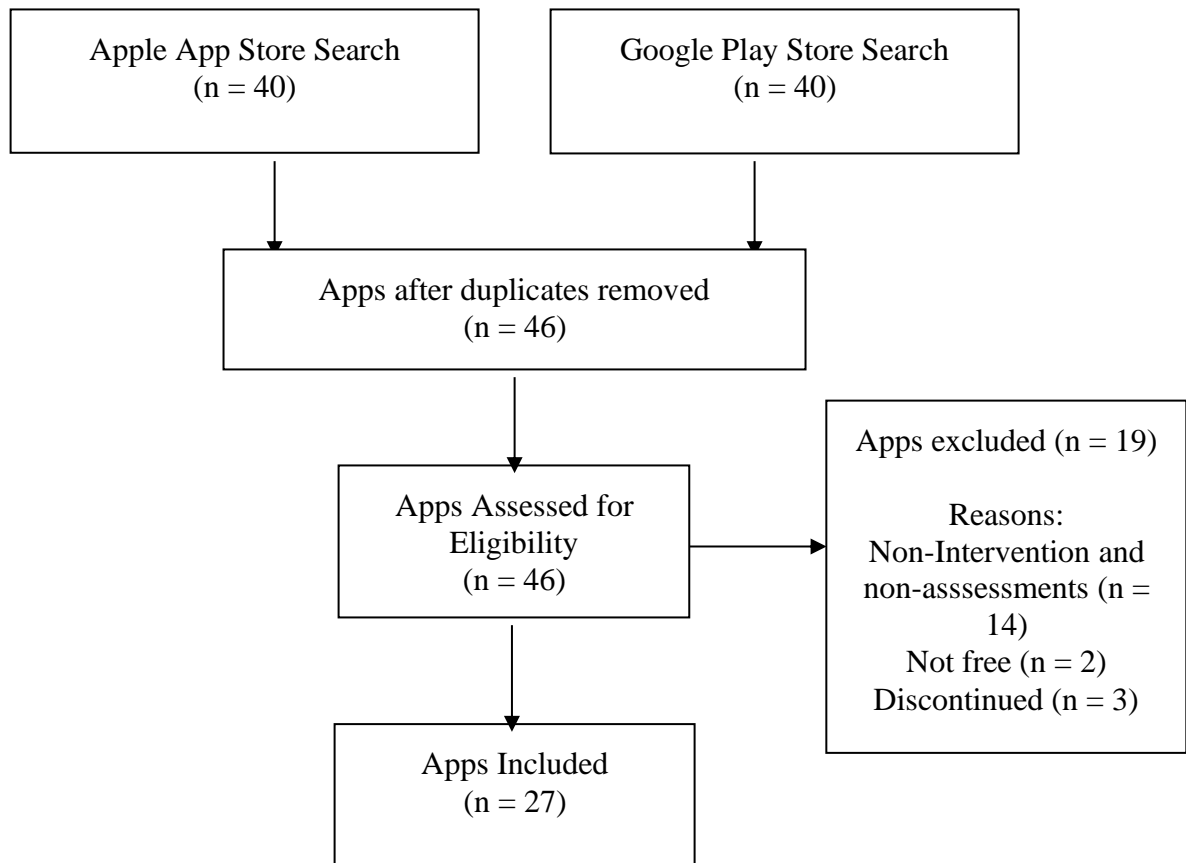 Apple App Store Search
(n = 40)
Google Play Store Search
(n = 40)
Apps after duplicates removed
(n = 46)
Apps Assessed for
Eligibility
(n = 46)
Apps excluded (n = 19)
Reasons:
Non-Intervention and
non-asssessments (n =
14)
Not free (n = 2)
Discontinued (n = 3)
Apps Included
(n = 27)